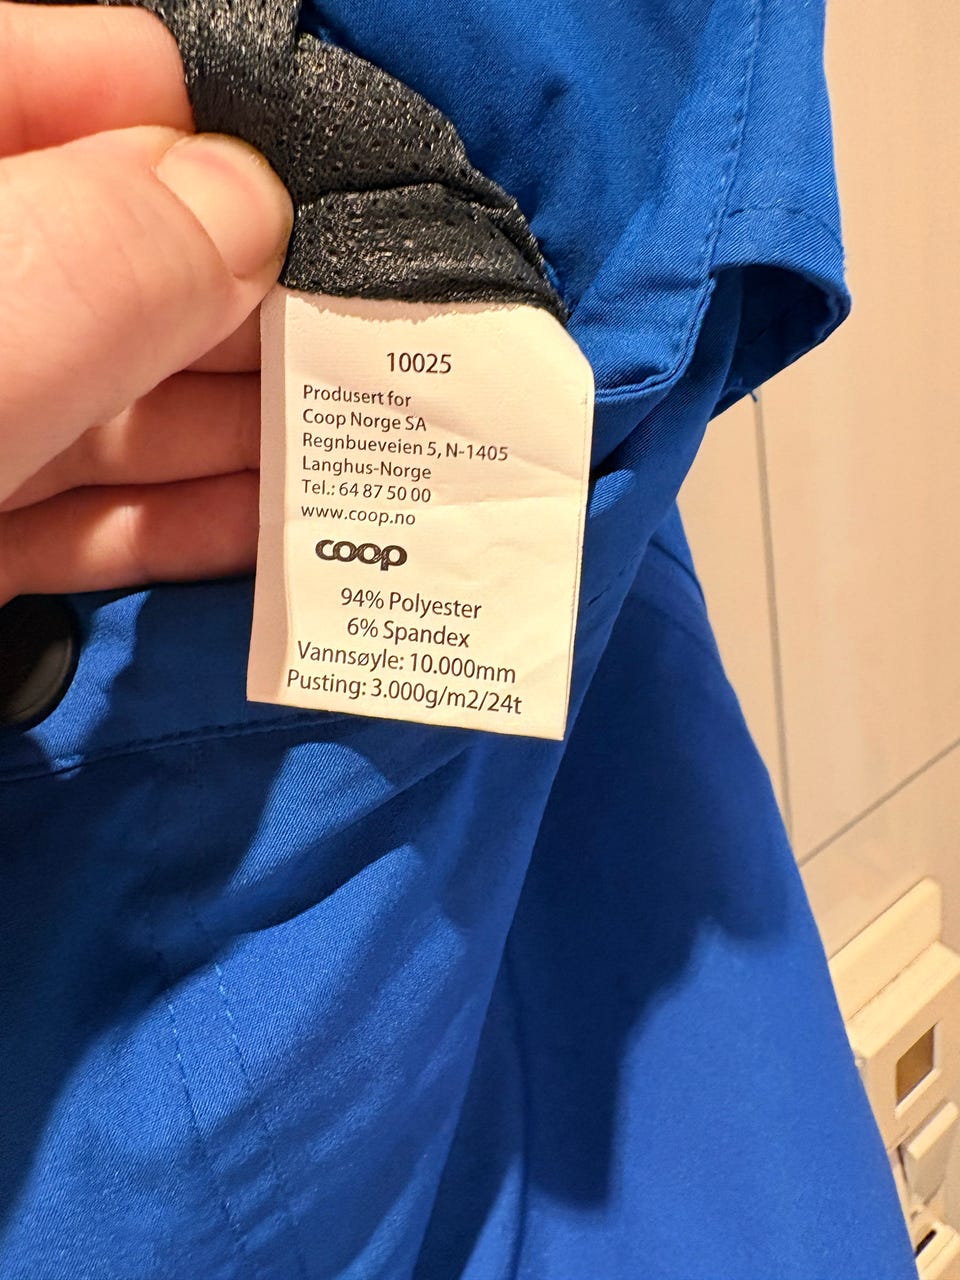 10025
Produsert for
Coop Norge SA
Regnbueveien 5, N-1405
Langhus-Norge
Tel.: 64 87 50 00
www.coop.no
coop
94% Polyester
6% Spandex
Vannsøyle: 10.000mm
Pusting: 3.000g/m2/24t